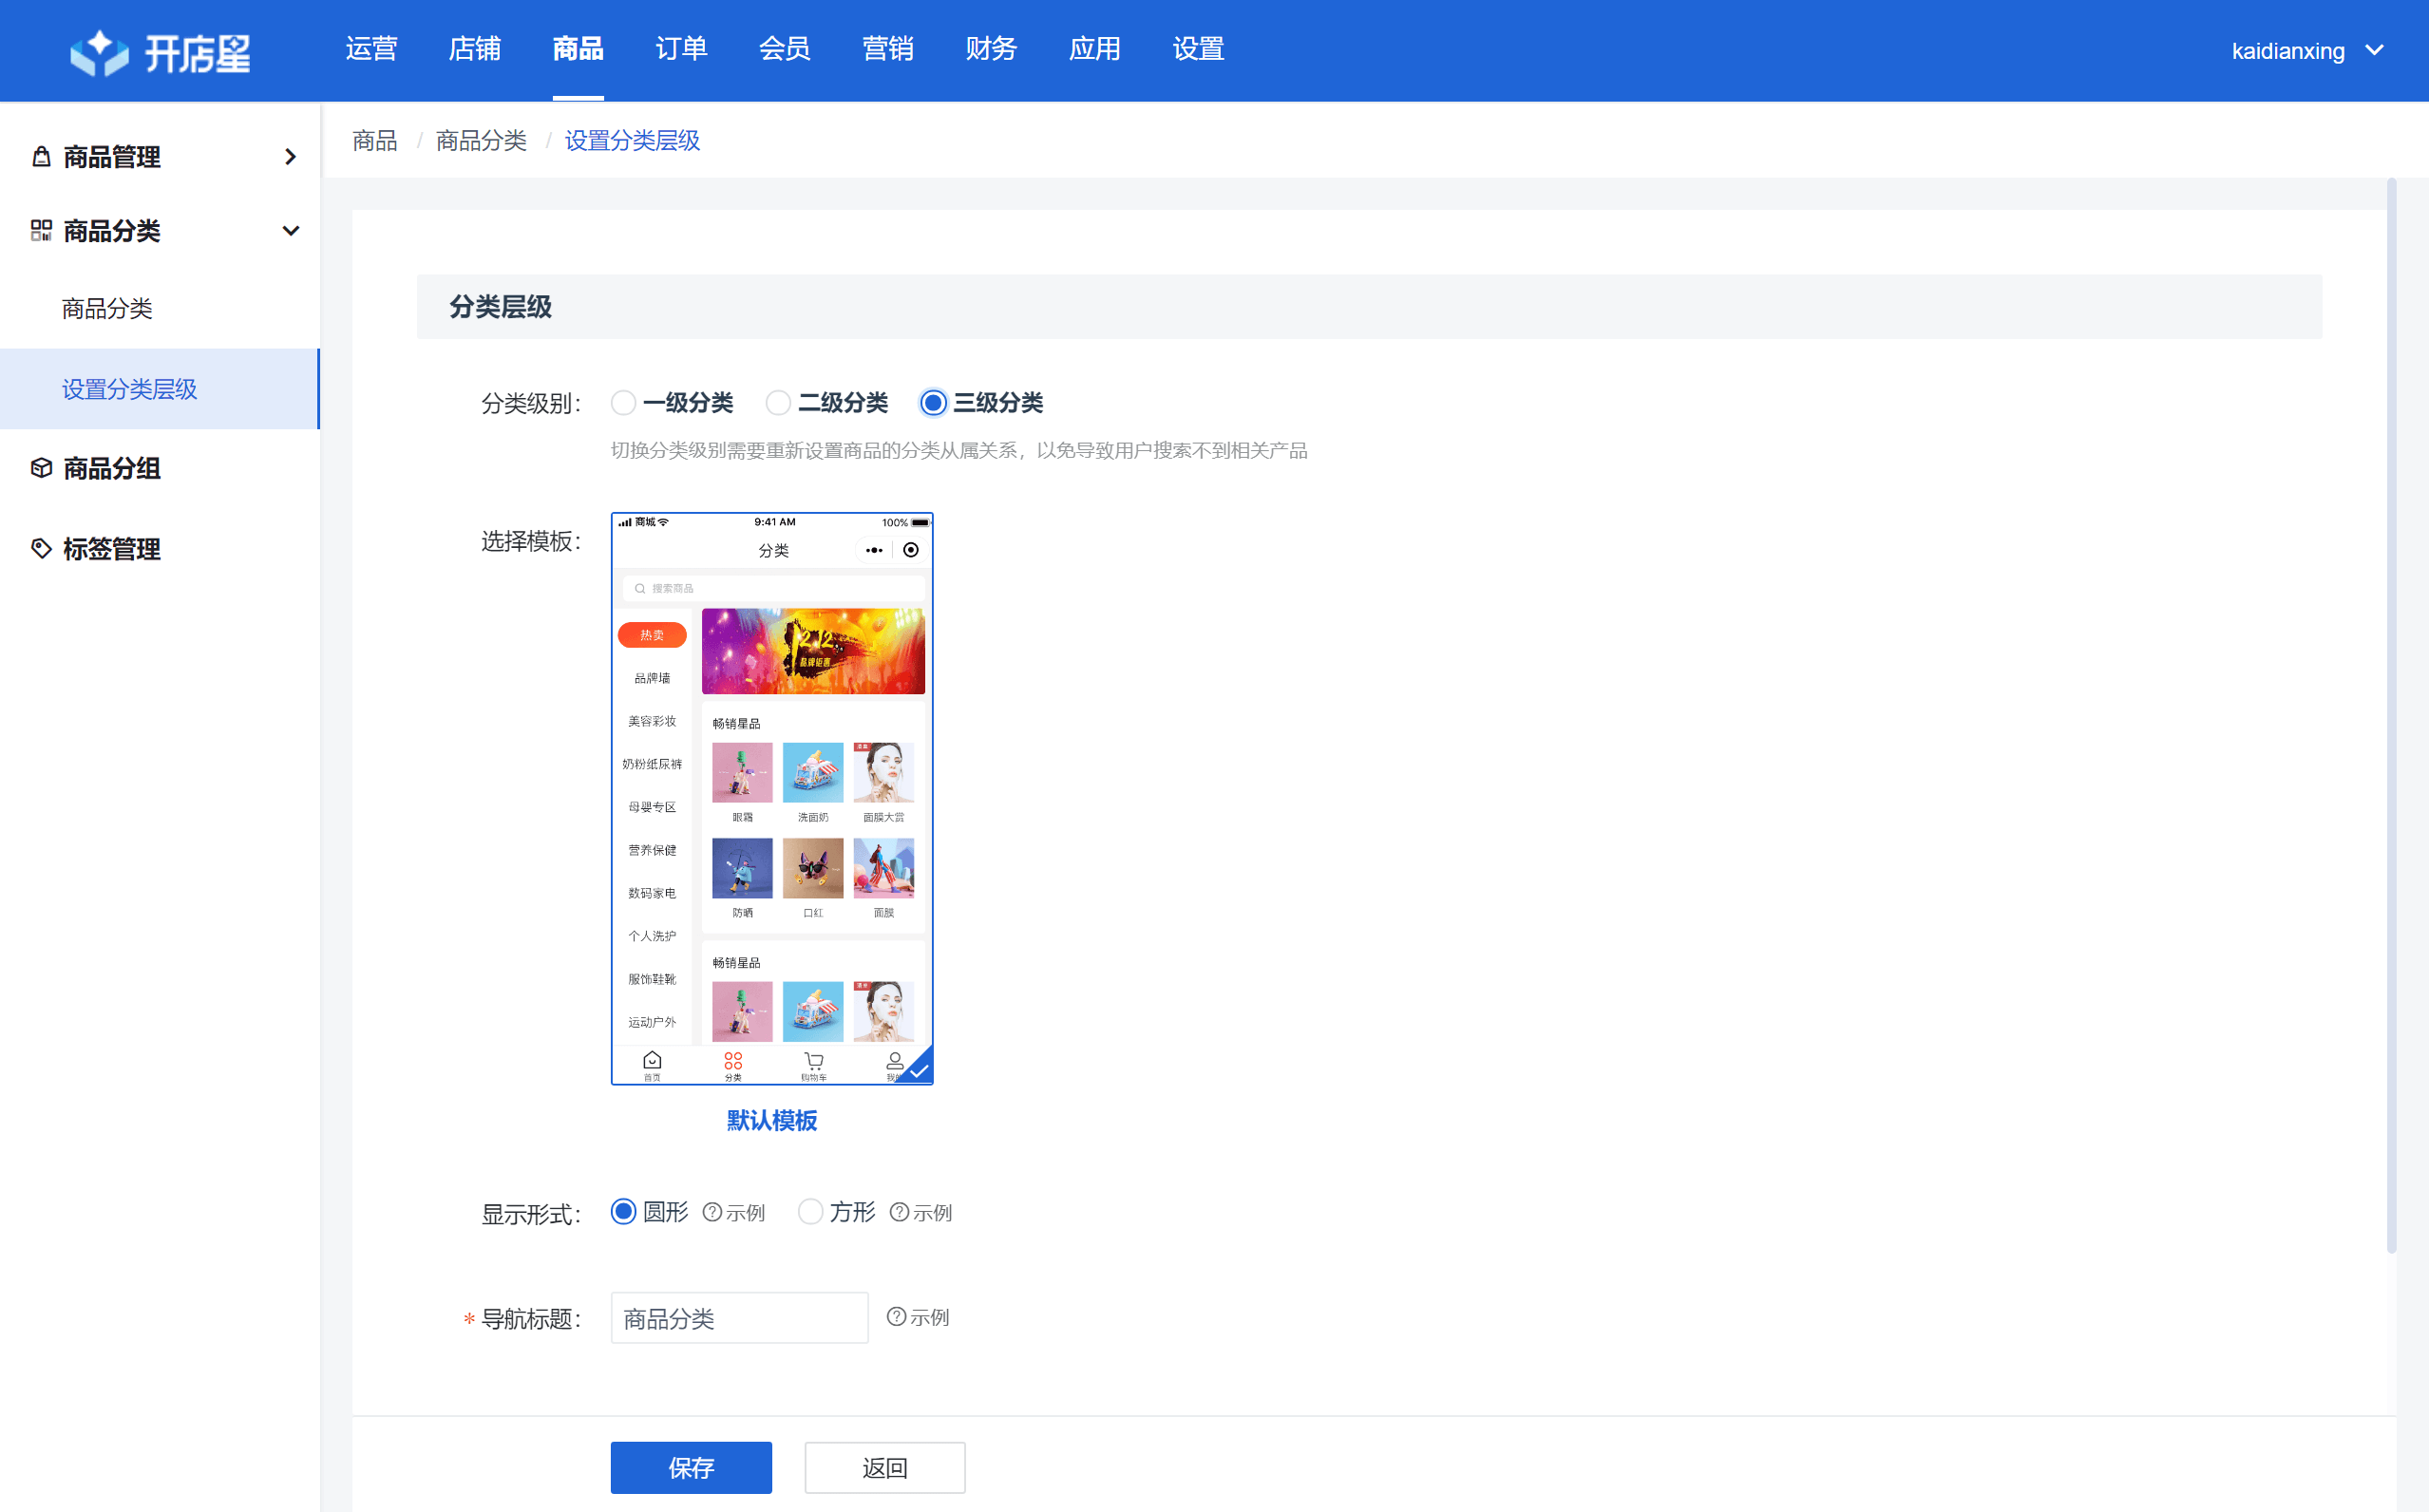 开店星
运营 店铺 商品 订单 会员 营销 财务 应用 设置
kaidianxing
商品管理
商品分类
商品分类
设置分类层级
商品分组
标签管理
商品 / 商品分类 / 设置分类层级
分类层级
分类级别： 一级分类 二级分类 三级分类
切换分类级别需要重新设置商品的分类从属关系，以免导致用户搜索不到相关产品
选择模板：
商城 9:41 AM 100%
分类
搜索商品
热卖
品牌墙
美容彩妆
奶粉纸尿裤
母婴专区
营养保健
数码家电
个人洗护
服饰鞋靴
运动户外
品牌钜惠
畅销星品
眼霜 洗面奶 面膜大赏
防晒 口红 面膜
畅销星品
首页 分类 购物车
默认模板
显示形式： 圆形 示例 方形 示例
* 导航标题： 商品分类 示例
保存 返回